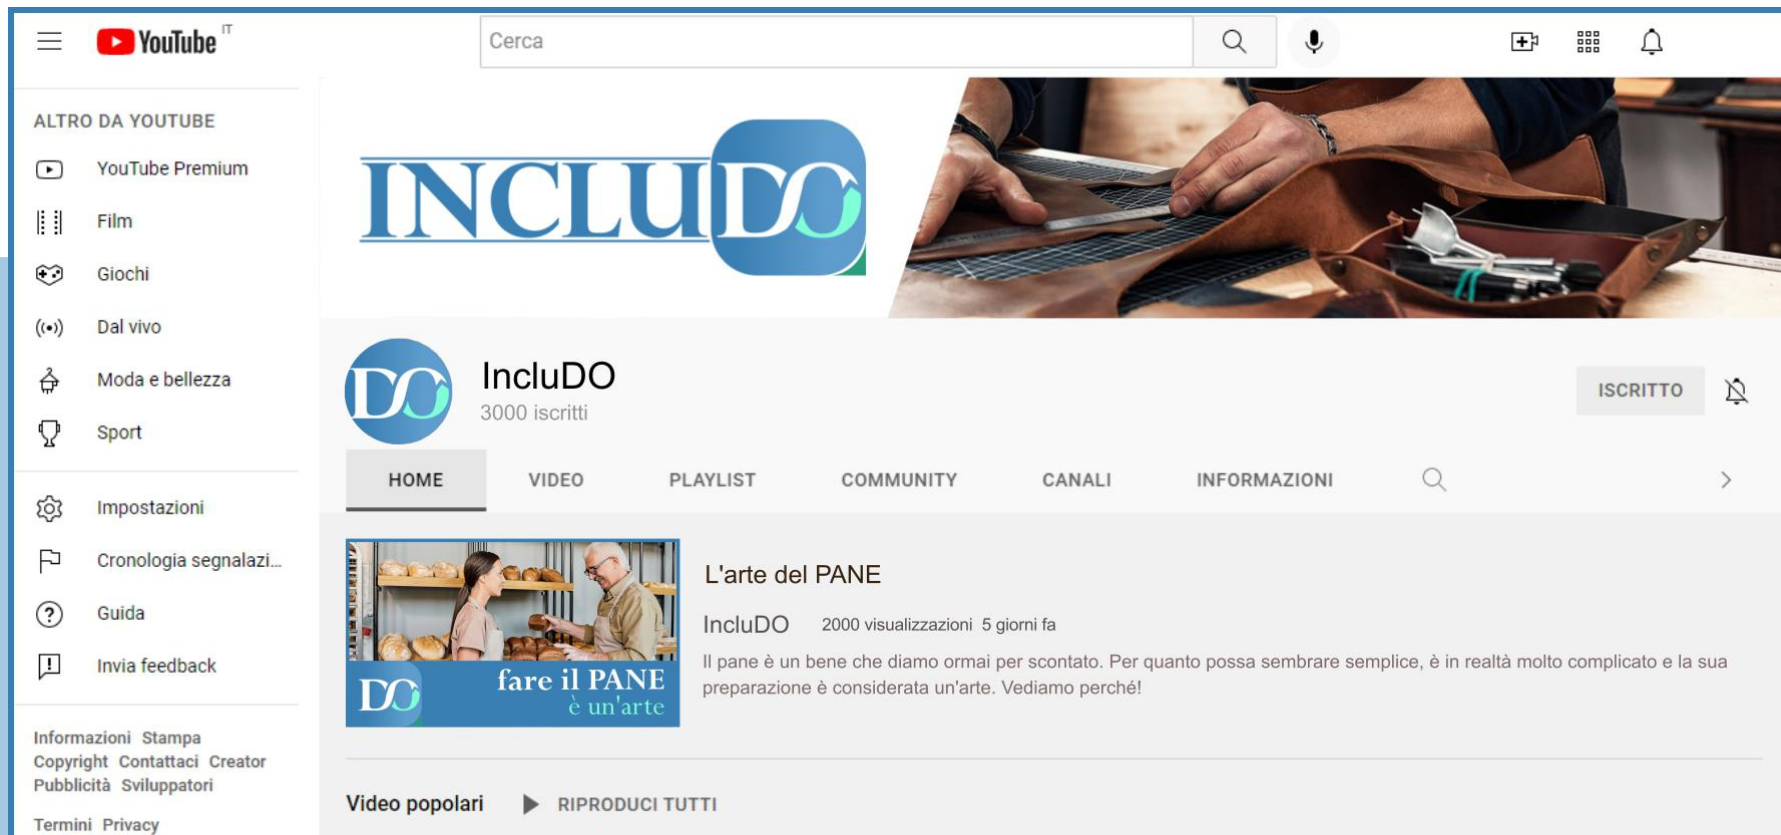 YouTube IT
Cerca
ALTRO DA YOUTUBE
YouTube Premium
Film
Giochi
Dal vivo
Moda e bellezza
Sport
Impostazioni
Cronologia segnalazi...
Guida
Invia feedback
Informazioni Stampa
Copyright Contattaci Creator
Pubblicità Sviluppatori
Termini Privacy
INCLUDO
DO
IncluDO
3000 iscritti
ISCRITTO
HOME VIDEO PLAYLIST COMMUNITY CANALI INFORMAZIONI
DO
fare il PANE
è un'arte
L'arte del PANE
IncluDO 2000 visualizzazioni 5 giorni fa
Il pane è un bene che diamo ormai per scontato. Per quanto possa sembrare semplice, è in realtà molto complicato e la sua
preparazione è considerata un'arte. Vediamo perché!
Video popolari RIPRODUCI TUTTI